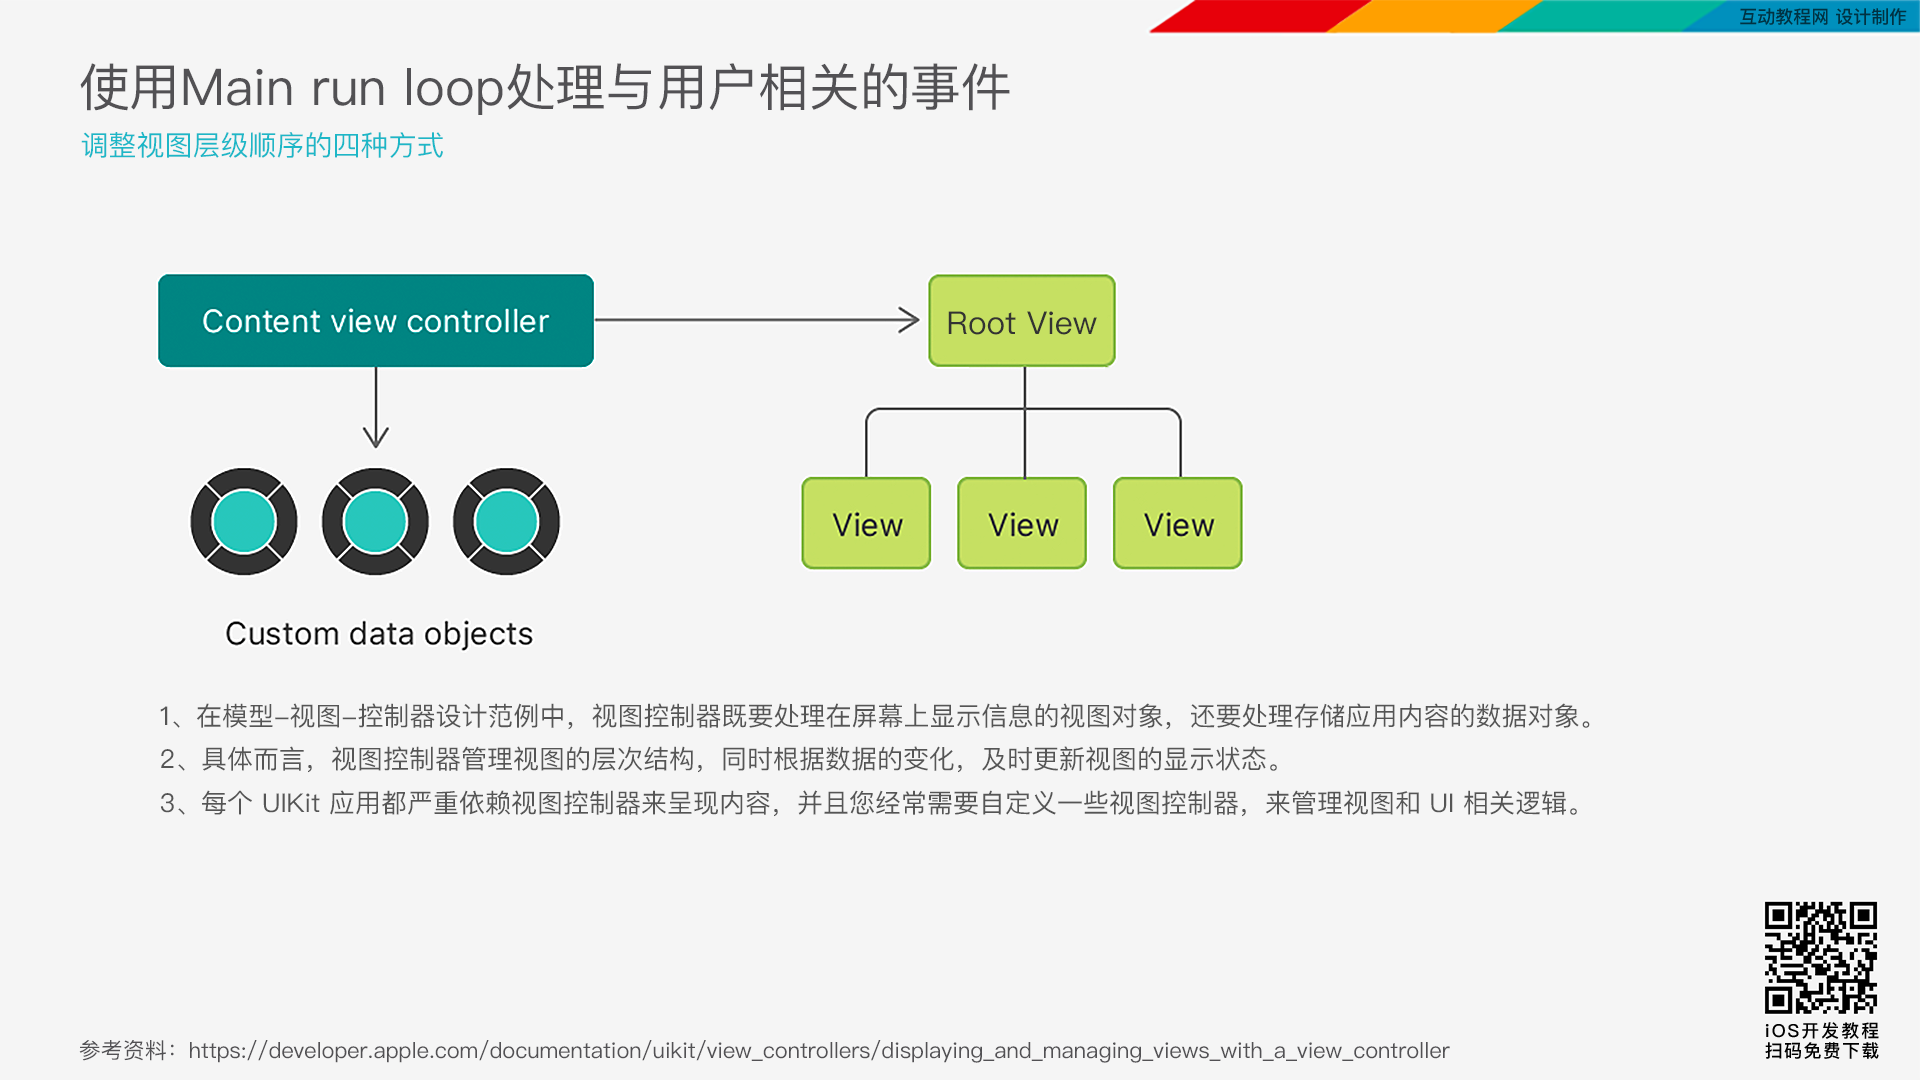 互动教程网 设计制作
使用Main run loop处理与用户相关的事件
调整视图层级顺序的四种方式
Content view controller
Root View
View
View
View
Custom data objects
1、在模型-视图-控制器设计范例中，视图控制器既要处理在屏幕上显示信息的视图对象，还要处理存储应用内容的数据对象。
2、具体而言，视图控制器管理视图的层次结构，同时根据数据的变化，及时更新视图的显示状态。
3、每个 UIKit 应用都严重依赖视图控制器来呈现内容，并且您经常需要自定义一些视图控制器，来管理视图和 UI 相关逻辑。
iOS开发教程
扫码免费下载
参考资料：https://developer.apple.com/documentation/uikit/view_controllers/displaying_and_managing_views_with_a_view_controller